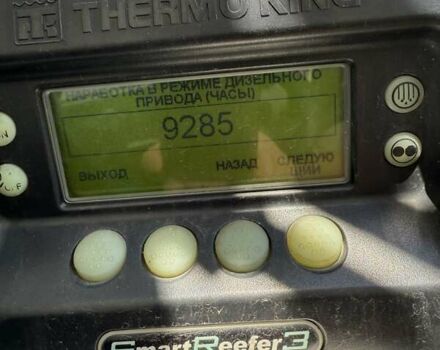 THERMO KING
НАРАБОТКА В РЕЖИМЕ ДИЗЕЛЬНОГО
ПРИВОДА (ЧАСЫ)
9285
ВЫХОД
НАЗАД
СЛЕДУЮ
ЩИЙ
SmartReefer3